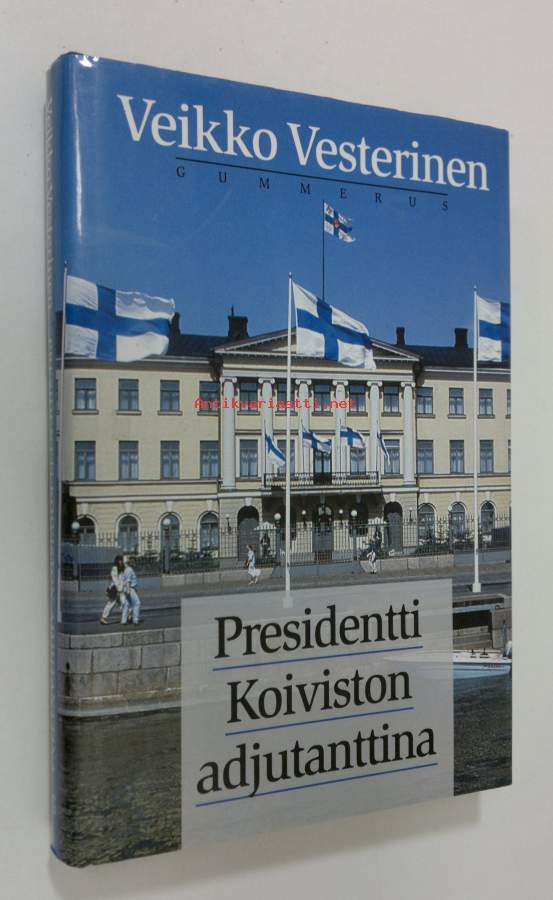 Veikko Vesterinen
GUMMERUS
Antikvariaatti.net
Presidentti
Koiviston
adjutanttina